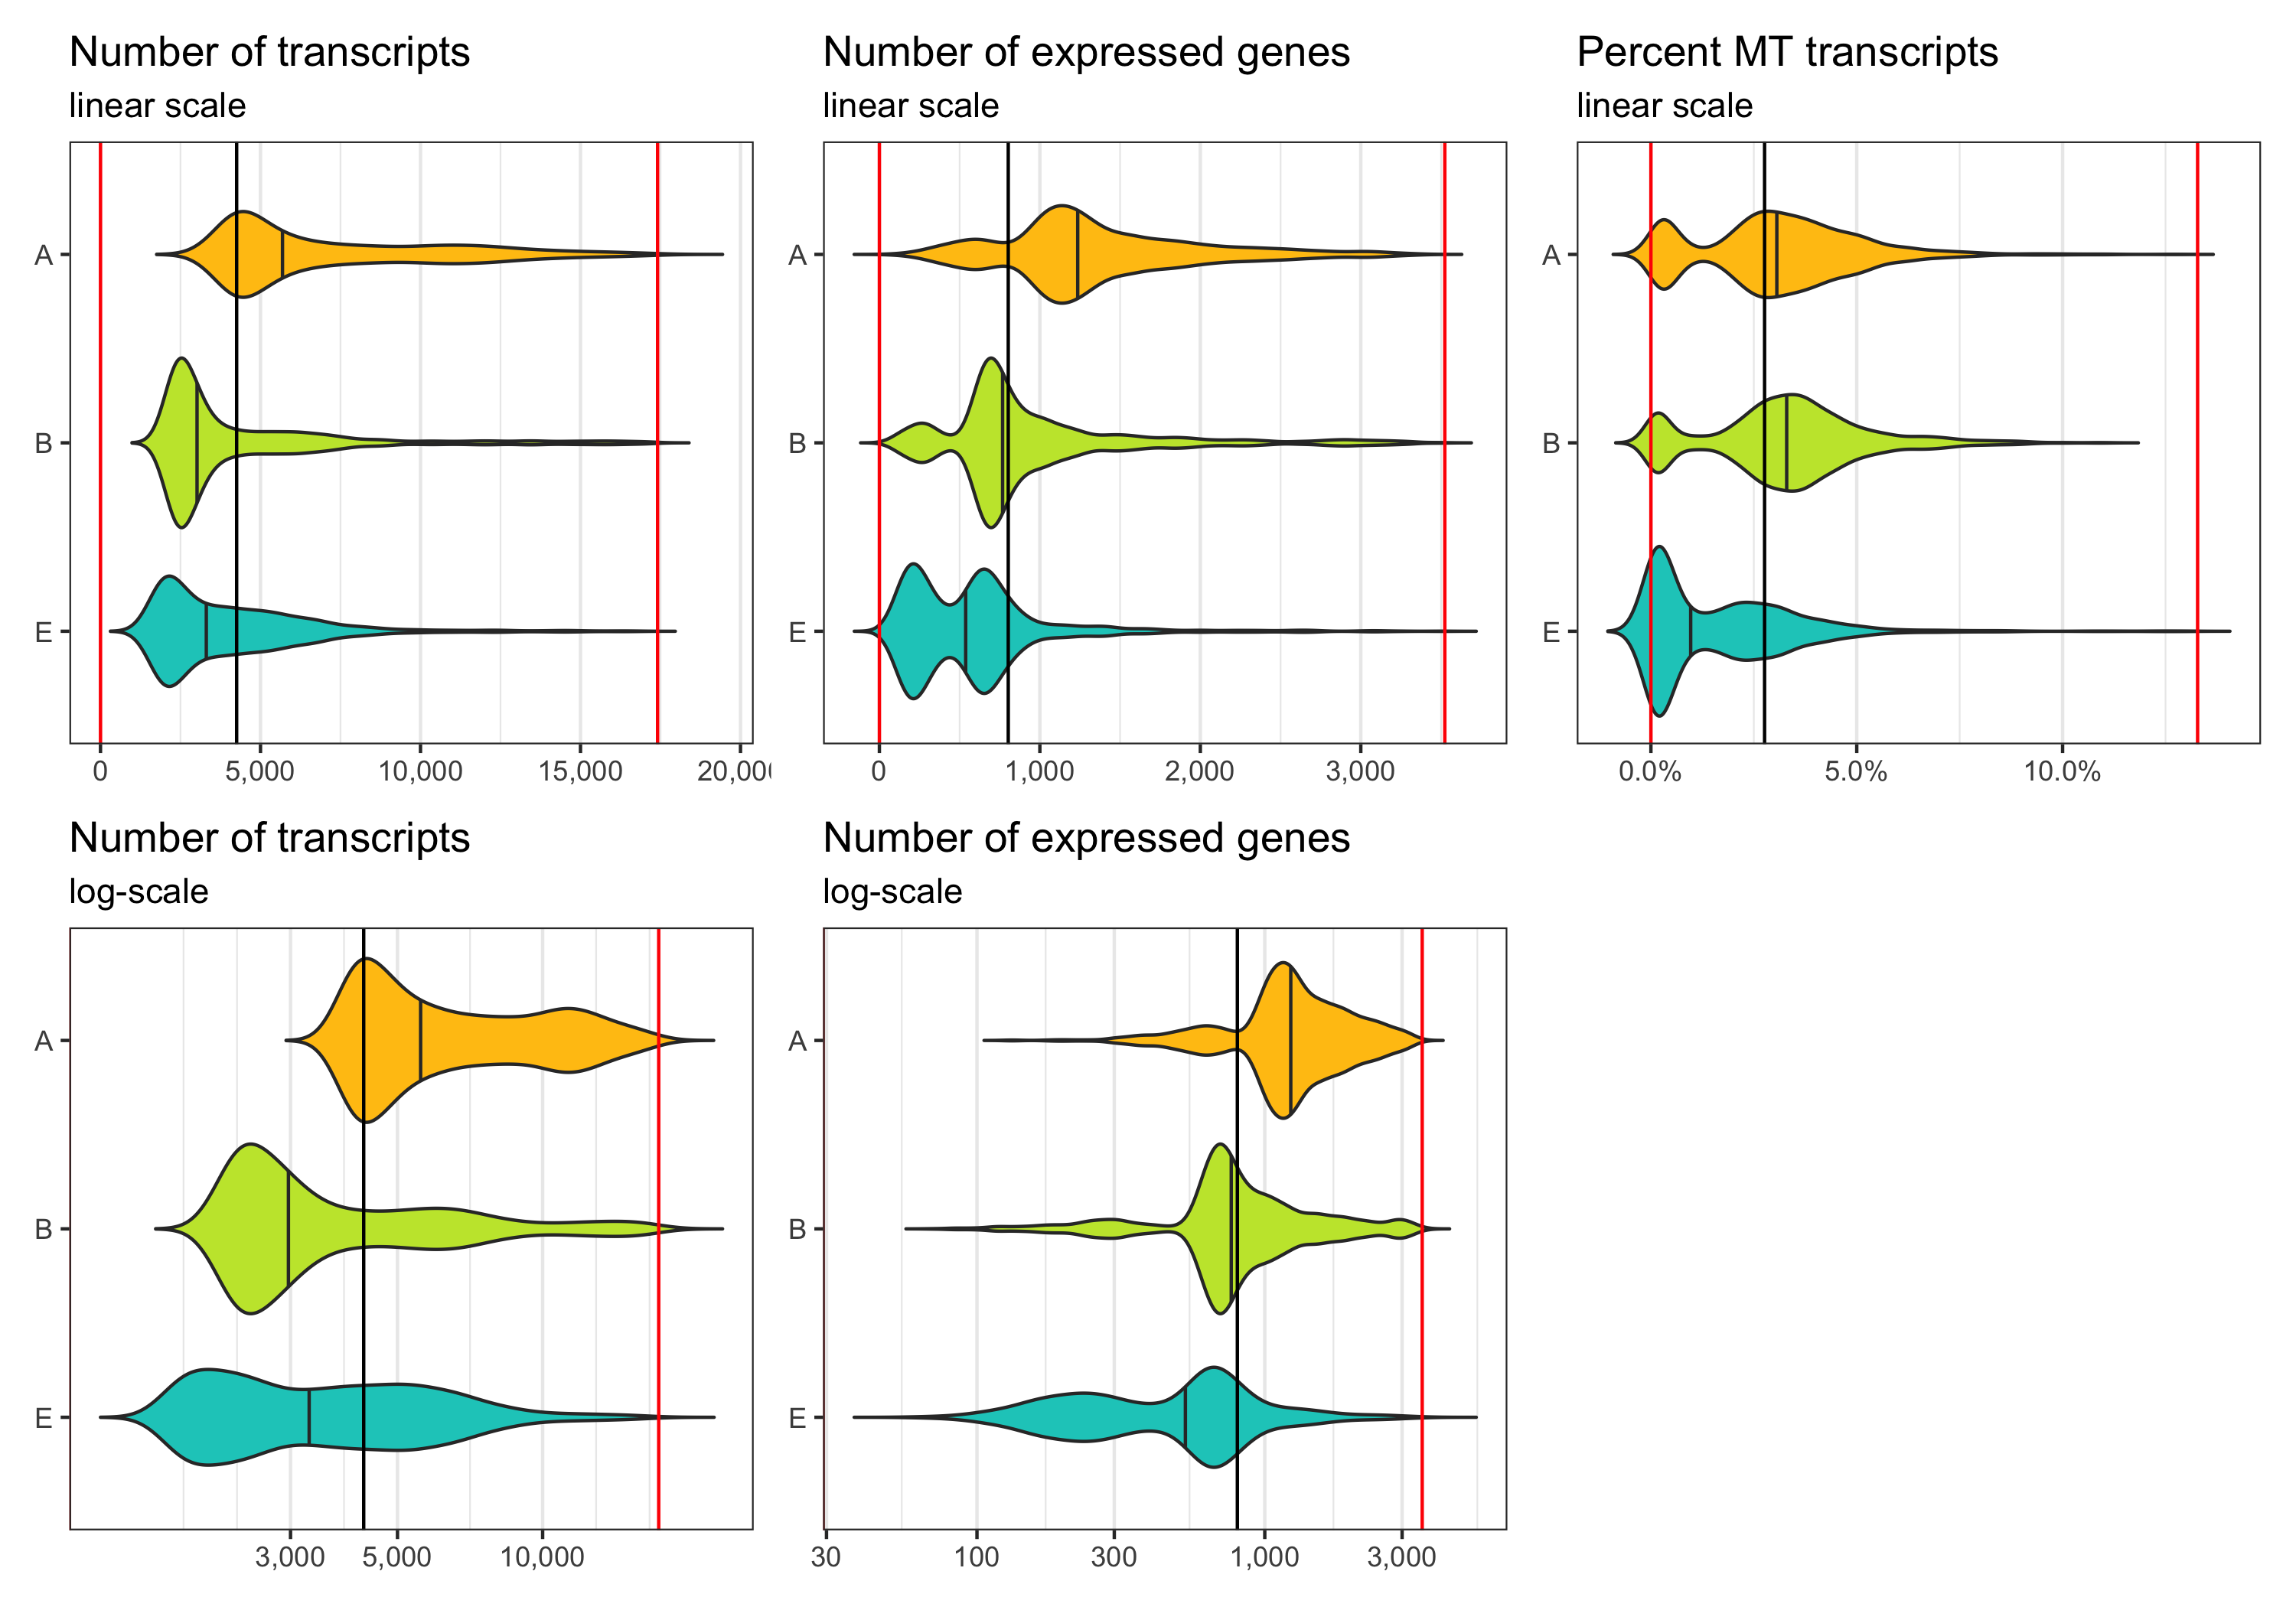 Number of transcripts
linear scale
A
B
E
0 5,000 10,000 15,000 20,00
Number of expressed genes
linear scale
A
B
E
0 1,000 2,000 3,000
Percent MT transcripts
linear scale
A
B
E
0.0% 5.0% 10.0%
Number of transcripts
log-scale
A
B
E
3,000 5,000 10,000
Number of expressed genes
log-scale
A
B
E
30 100 300 1,000 3,000